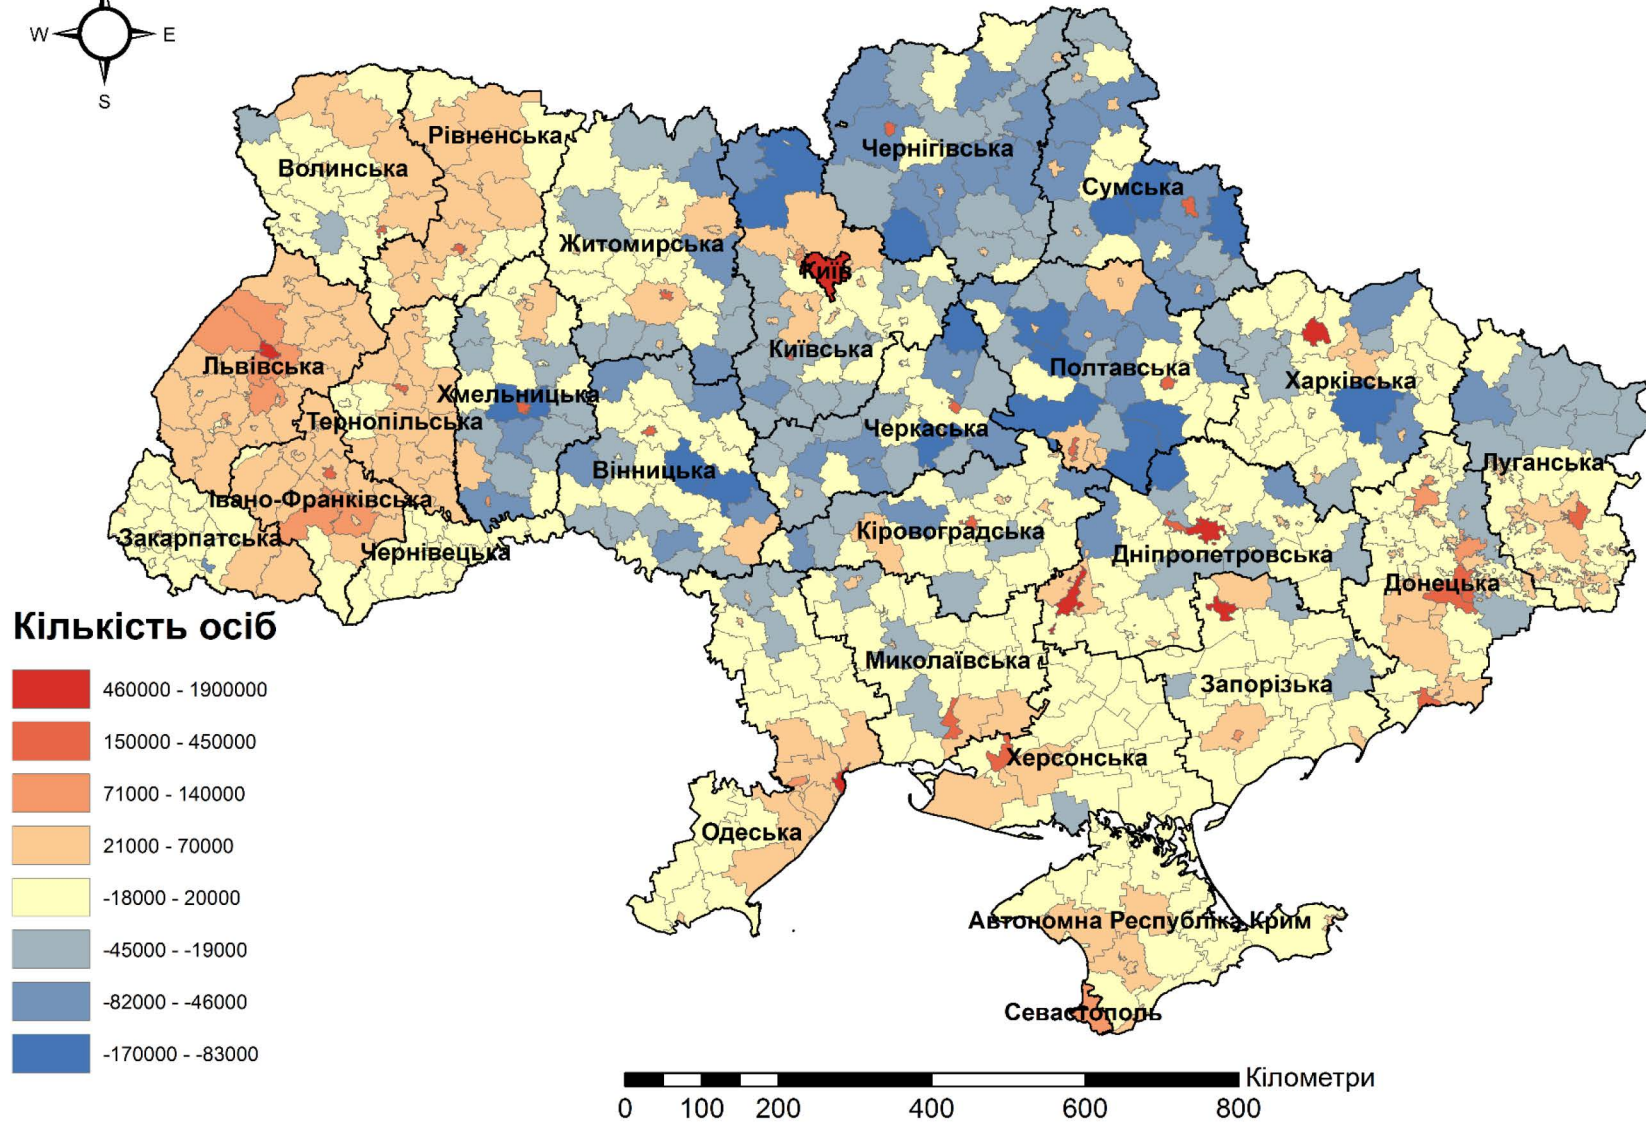 W
E
S
Чернігівська
Рівненська
Волинська
Сумська
Житомирська
Київ
Київська
Львівська
Полтавська
Харківська
Хмельницька
Тернопільська
Черкаська
Вінницька
Луганська
Івано-Франківська
Закарпатська
Чернівецька
Кіровоградська
Дніпропетровська
Донецька
Миколаївська
Запорізька
Херсонська
Одеська
Автономна Республіка Крим
Севастополь
Кількість осіб
460000 - 1900000
150000 - 450000
71000 - 140000
21000 - 70000
-18000 - 20000
-45000 - -19000
-82000 - -46000
-170000 - -83000
Кілометри
0 100 200 400 600 800